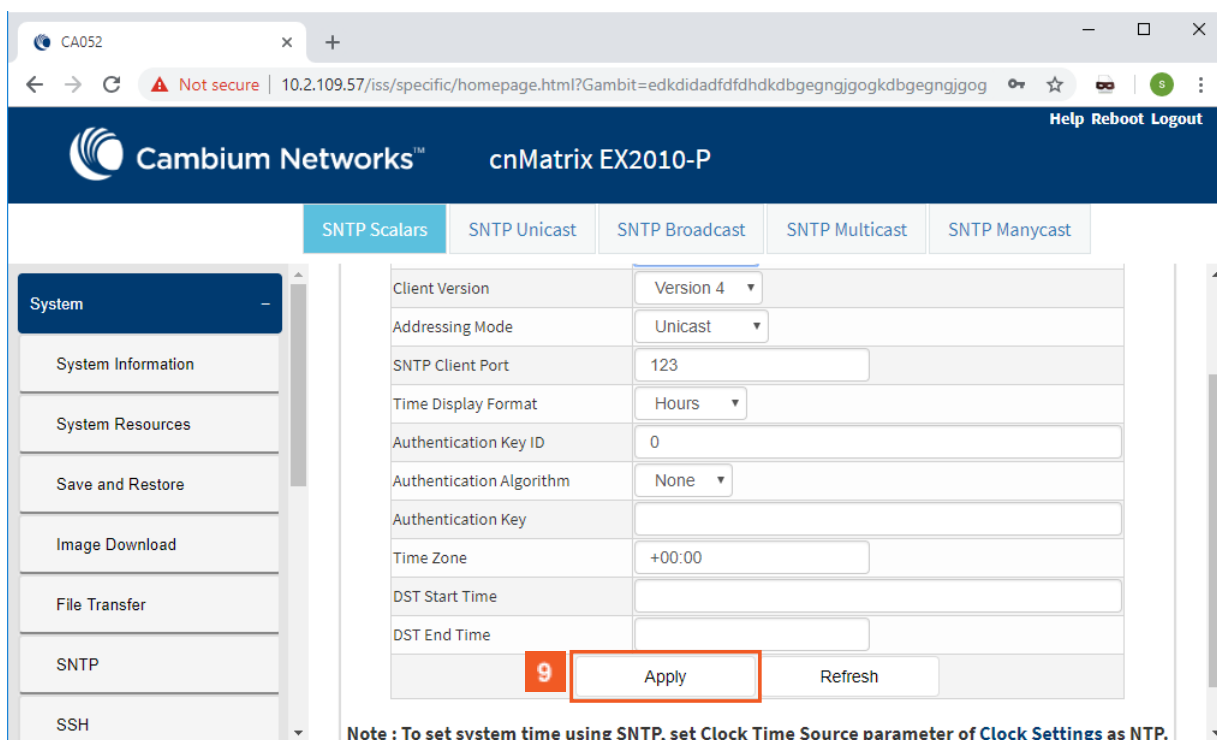 CA052
Not secure | 10.2.109.57/iss/specific/homepage.html?Gambit=edkdidadfdfdhdkdbgegngjgogkdbgegngjgog
S
Help Reboot Logout
Cambium Networks™ cnMatrix EX2010-P
SNTP Scalars SNTP Unicast SNTP Broadcast SNTP Multicast SNTP Manycast
System –
System Information
System Resources
Save and Restore
Image Download
File Transfer
SNTP
SSH
Client Version Version 4
Addressing Mode Unicast
SNTP Client Port 123
Time Display Format Hours
Authentication Key ID 0
Authentication Algorithm None
Authentication Key
Time Zone +00:00
DST Start Time
DST End Time
9 Apply Refresh
Note : To set system time using SNTP, set Clock Time Source parameter of Clock Settings as NTP.